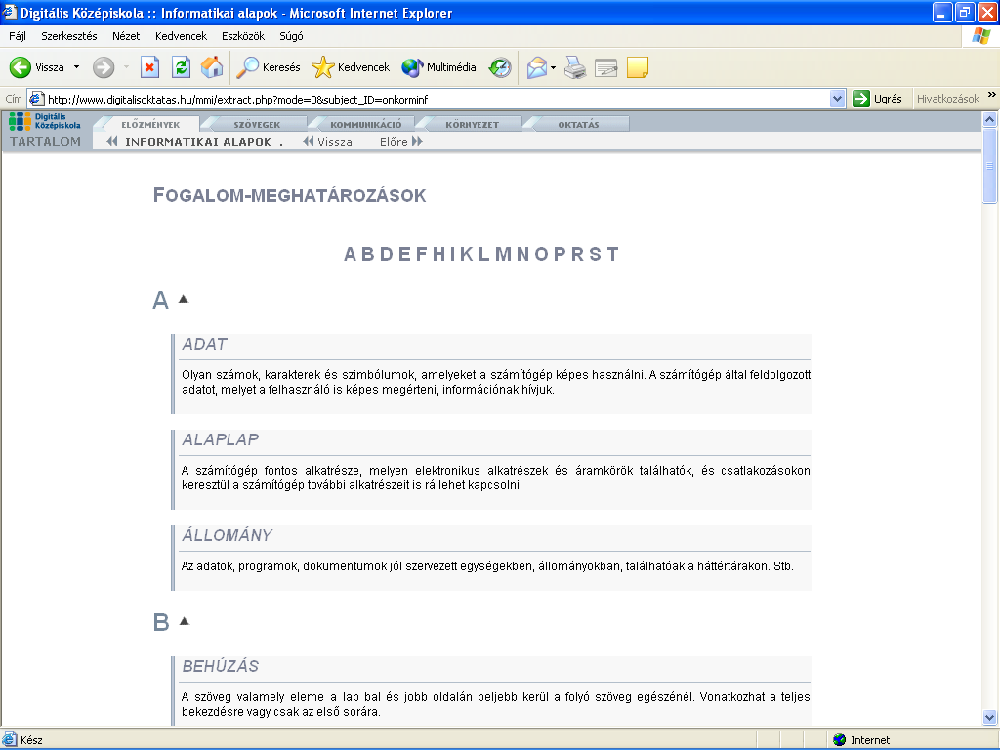 Digitális Középiskola :: Informatikai alapok - Microsoft Internet Explorer
Fájl Szerkesztés Nézet Kedvencek Eszközök Súgó
Vissza Keresés Kedvencek Multimédia
Cím http://www.digitalisoktatas.hu/mmi/extract.php?mode=0&subject_ID=onkorminf Ugrás Hivatkozások »
Digitális
Középiskola
ELŐZMÉNYEK SZÖVEGEK KOMMUNIKÁCIÓ KÖRNYEZET OKTATÁS
TARTALOM INFORMATIKAI ALAPOK . Vissza Előre
FOGALOM-MEGHATÁROZÁSOK
A B D E F H I K L M N O P R S T
A
ADAT
Olyan számok, karakterek és szimbólumok, amelyeket a számítógép képes használni. A számítógép által feldolgozott
adatot, melyet a felhasználó is képes megérteni, információnak hívjuk.
ALAPLAP
A számítógép fontos alkatrésze, melyen elektronikus alkatrészek és áramkörök találhatók, és csatlakozásokon
keresztül a számítógép további alkatrészeit is rá lehet kapcsolni.
ÁLLOMÁNY
Az adatok, programok, dokumentumok jól szervezett egységekben, állományokban, találhatóak a háttértárakon. Stb.
B
BEHÚZÁS
A szöveg valamely eleme a lap bal és jobb oldalán beljebb kerül a folyó szöveg egészénél. Vonatkozhat a teljes
bekezdésre vagy csak az első sorára.
Kész Internet